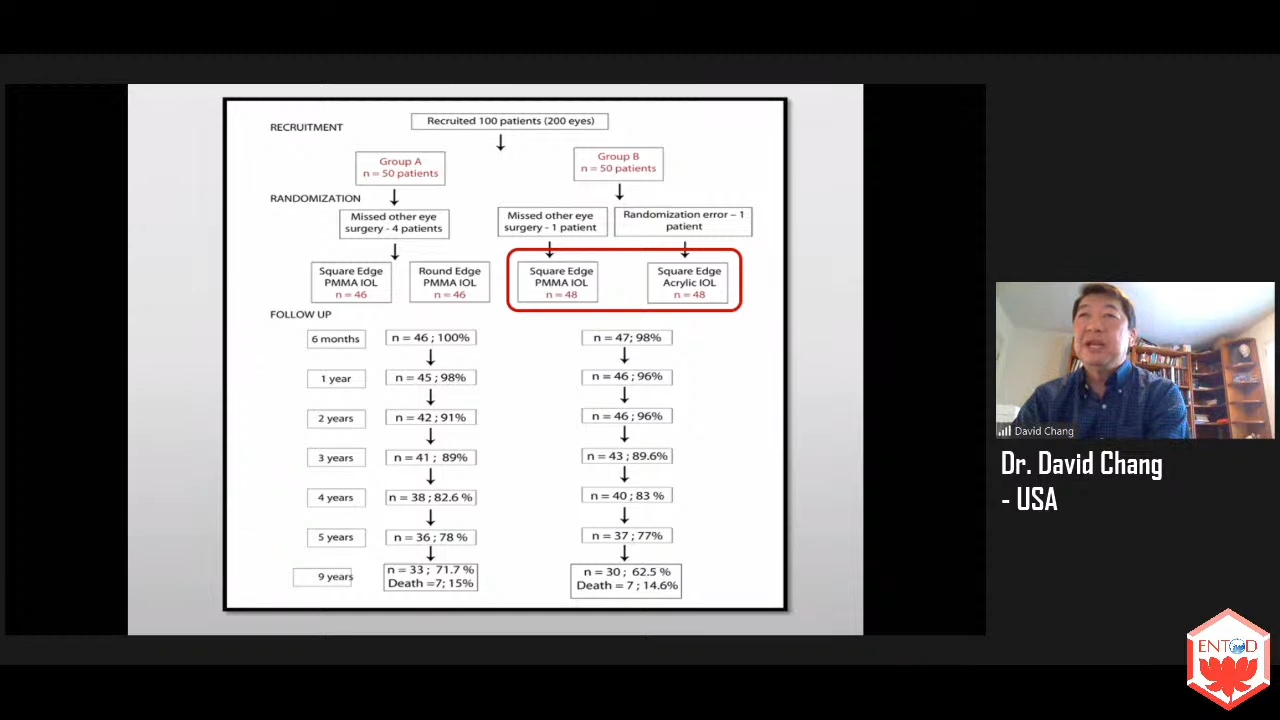 RECRUITMENT
Recruited 100 patients (200 eyes)
Group A
n = 50 patients
Group B
n = 50 patients
RANDOMIZATION
Missed other eye
surgery - 4 patients
Missed other eye
surgery - 1 patient
Randomization error – 1
patient
Square Edge
PMMA IOL
n = 46
Round Edge
PMMA IOL
n = 46
Square Edge
PMMA IOL
n = 48
Square Edge
Acrylic IOL
n = 48
FOLLOW UP
6 months
n = 46 ; 100%
n = 47; 98%
1 year
n = 45 ; 98%
n = 46 ; 96%
2 years
n = 42 ; 91%
n = 46 ; 96%
3 years
n = 41 ; 89%
n = 43 ; 89.6%
4 years
n = 38 ; 82.6 %
n = 40 ; 83 %
5 years
n = 36 ; 78 %
n = 37 ; 77%
9 years
n = 33 ; 71.7 %
Death =7; 15%
n = 30 ; 62.5 %
Death = 7 ; 14.6%
David Chang
Dr. David Chang
- USA
ENTOD